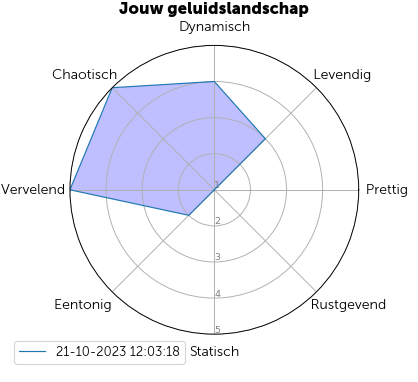 Jouw geluidslandschap
Dynamisch
Chaotisch
Levendig
Vervelend
1
Prettig
2
3
4
Eentonig
Rustgevend
5
21-10-2023 12:03:18
Statisch